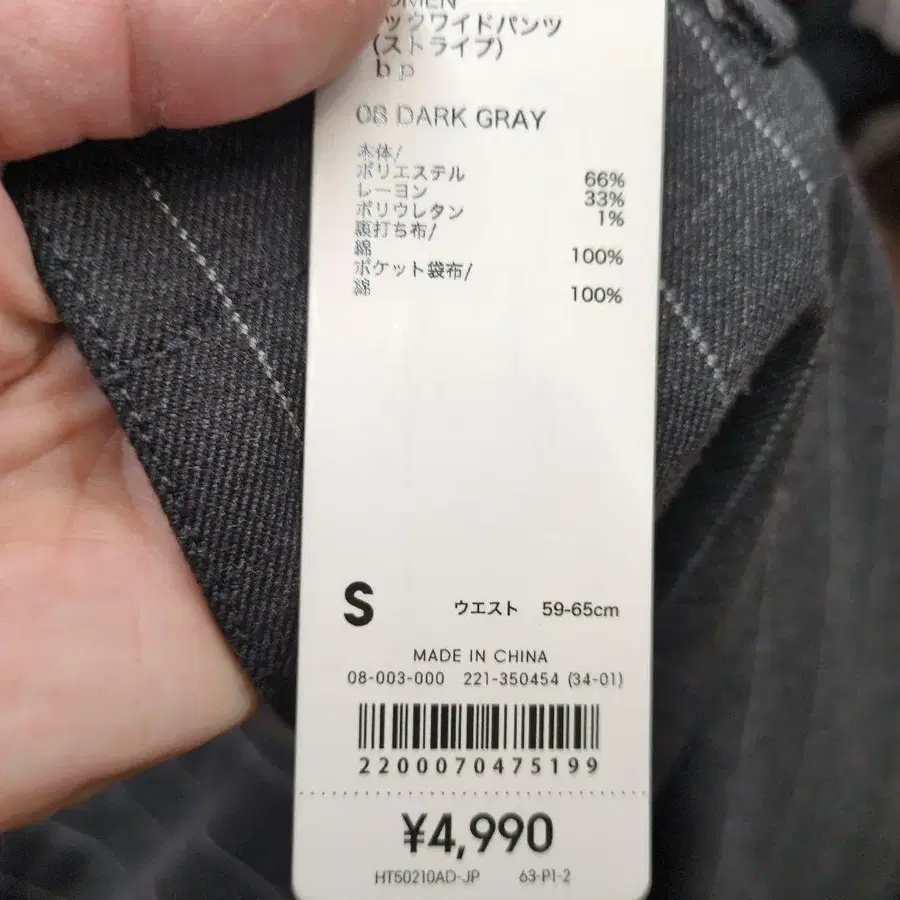 ックワイドパンツ
(ストライプ)
bp
08 DARK GRAY
本体/
ポリエステル 66%
レーヨン 33%
ポリウレタン 1%
裏打ち布/
綿 100%
ポケット袋布/
綿 100%
S ウエスト 59-65cm
MADE IN CHINA
08-003-000 221-350454 (34-01)
2200070475199
¥4,990
HT50210AD-JP 63-P1-2